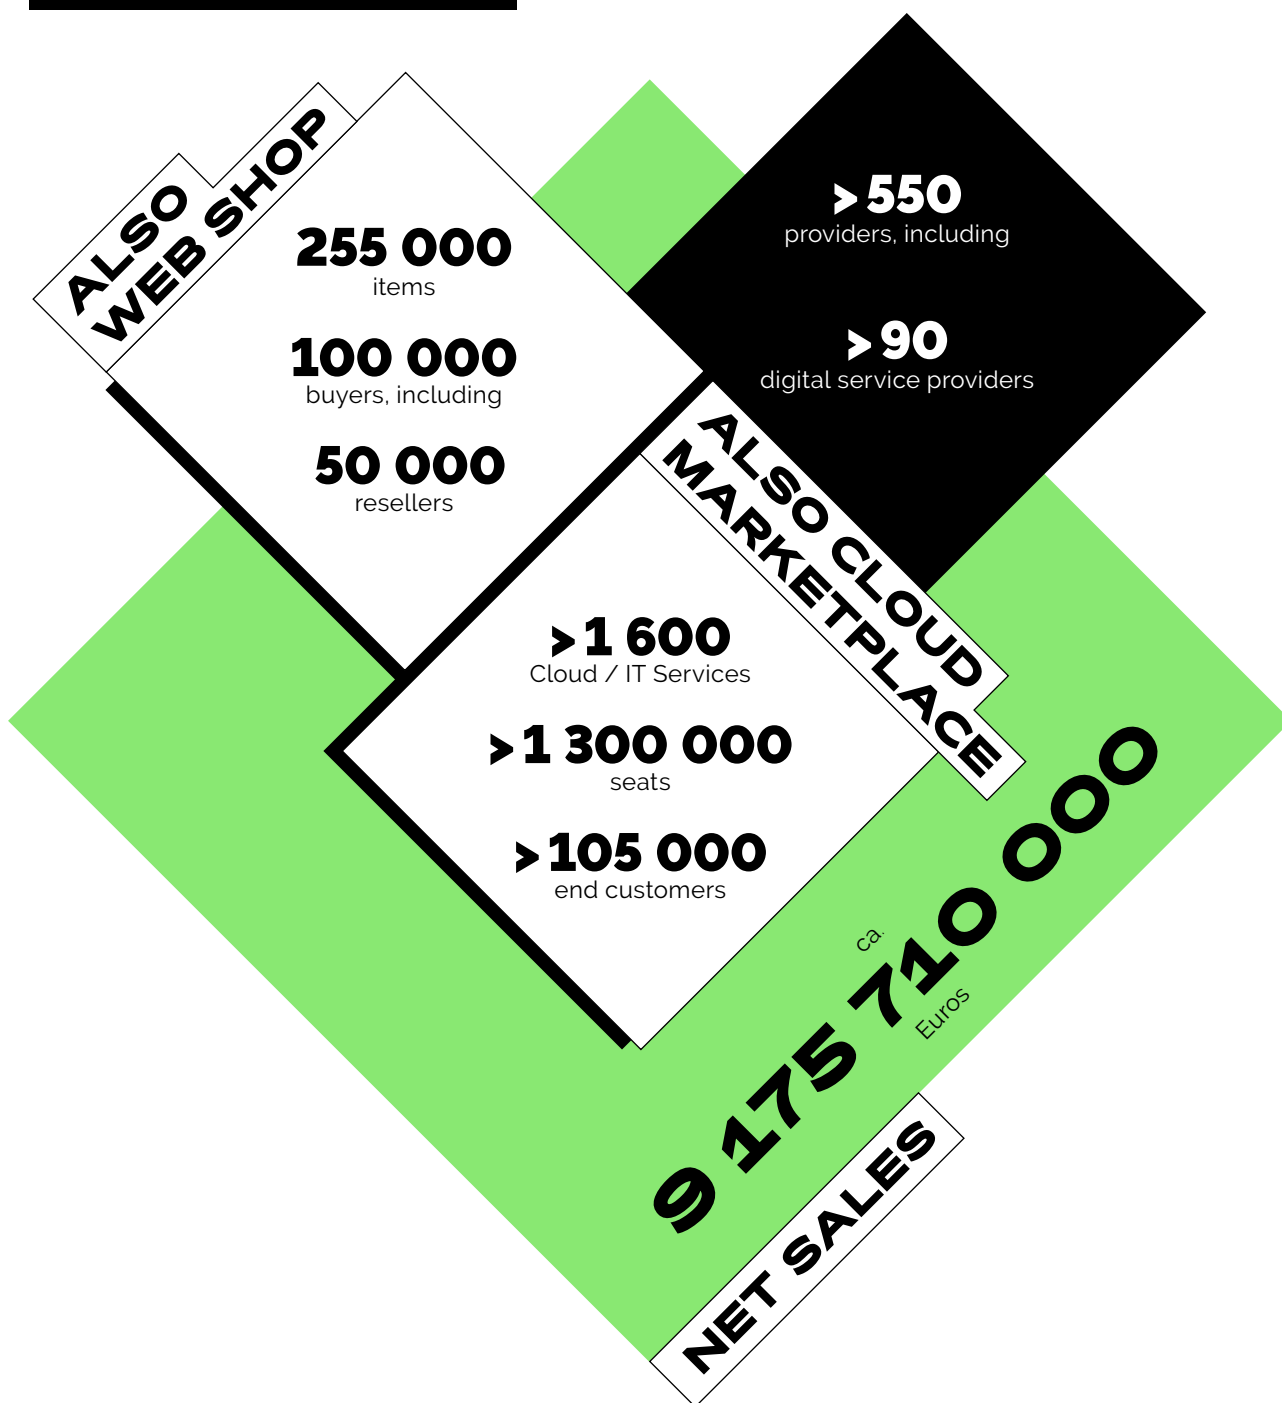 ALSO
WEB SHOP
255 000
items
100 000
buyers, including
50 000
resellers
> 550
providers, including
> 90
digital service providers
ALSO CLOUD
MARKETPLACE
> 1 600
Cloud / IT Services
> 1 300 000
seats
> 105 000
end customers
ca.
9 175 710 000
Euros
NET SALES